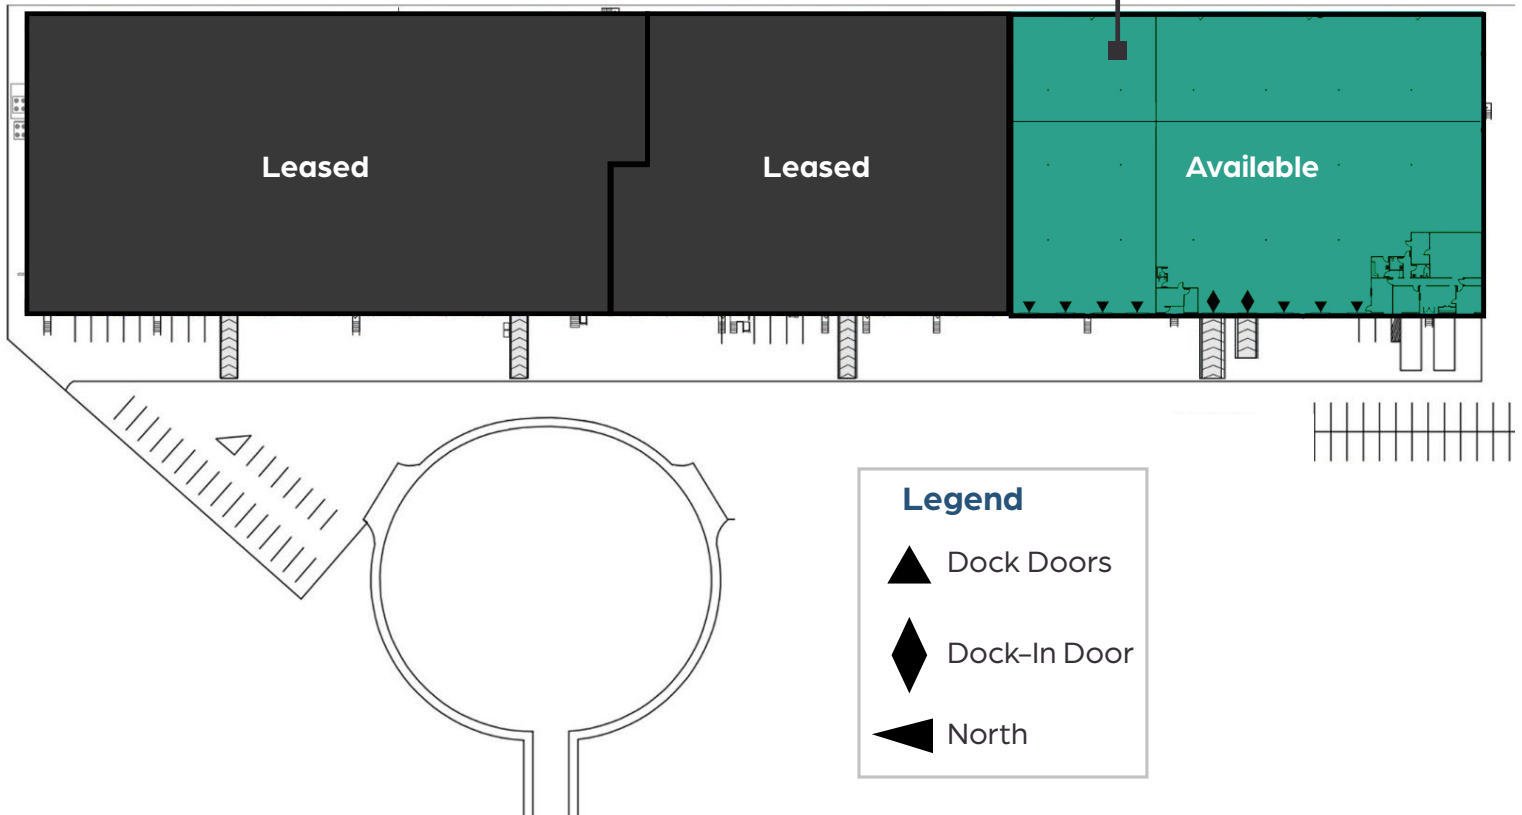 Leased
Leased
Available
Legend
Dock Doors
Dock-In Door
North